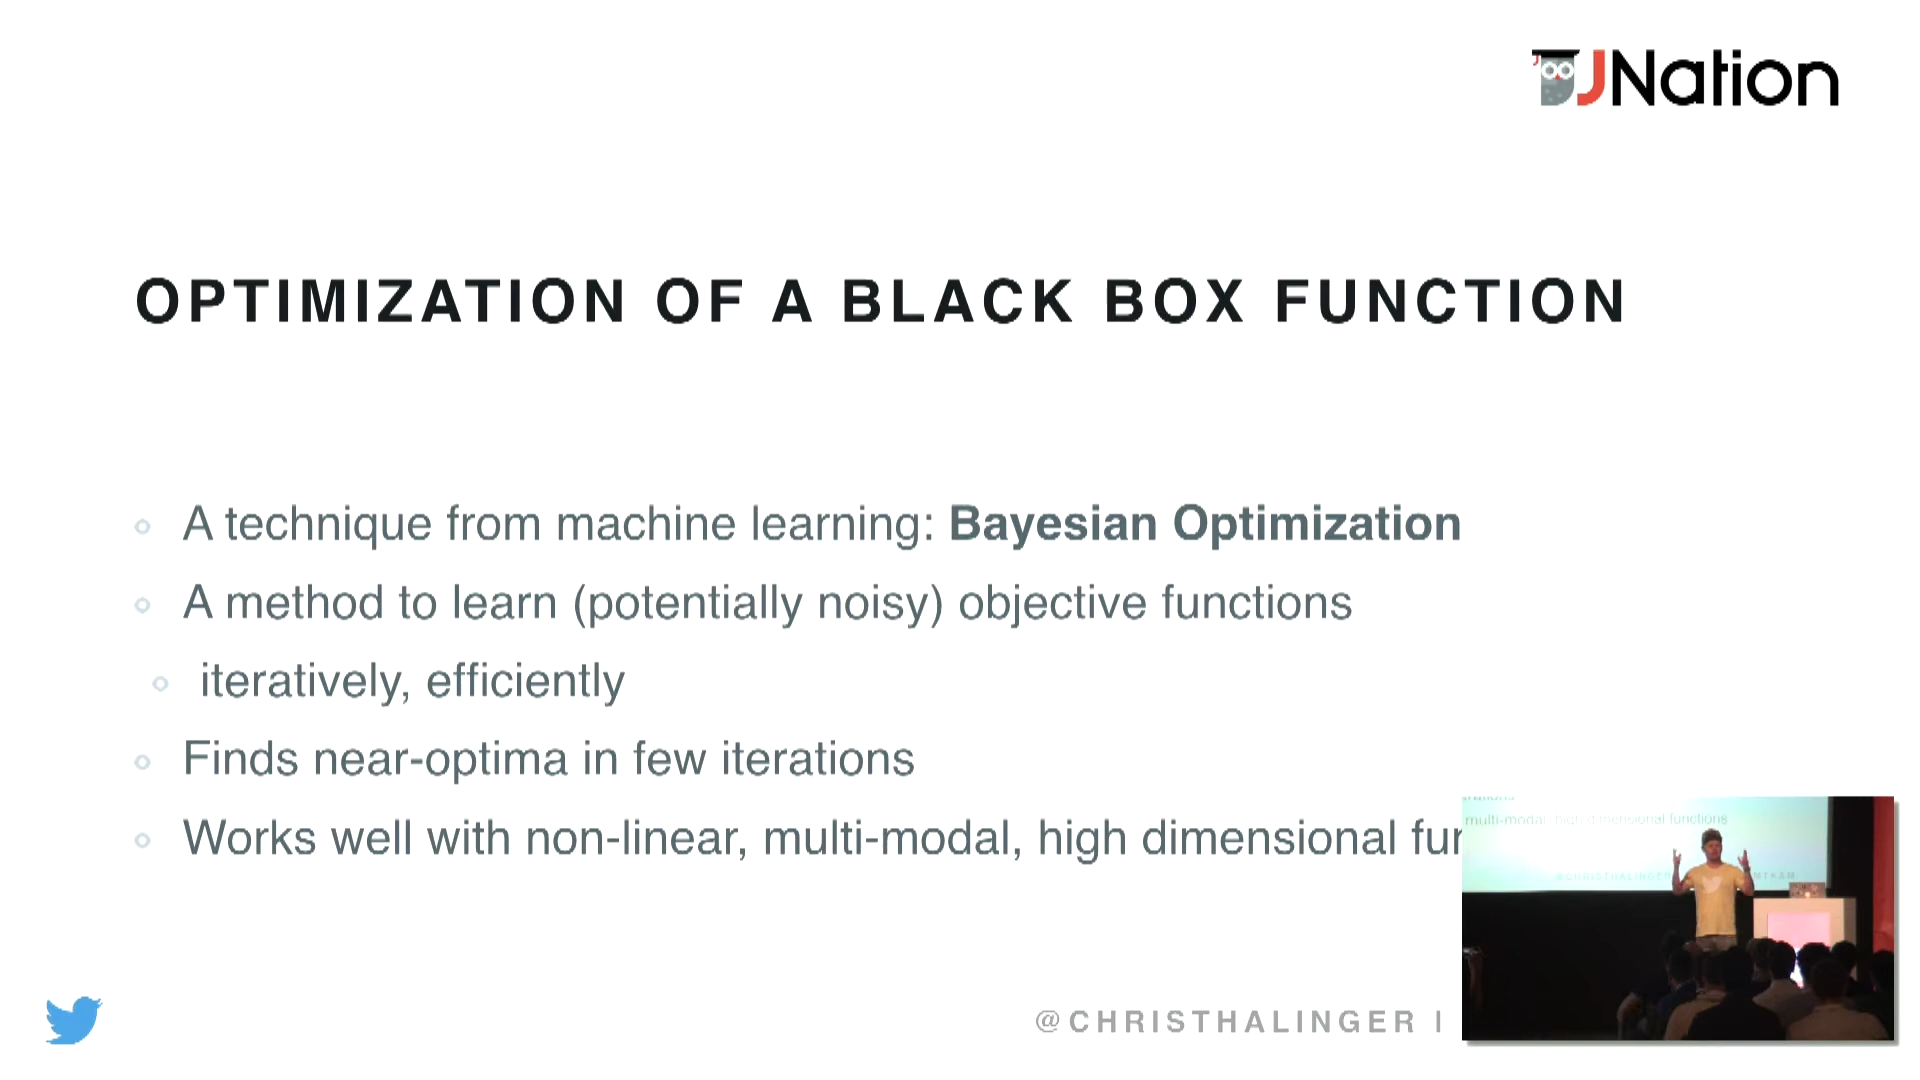 JNation
OPTIMIZATION OF A BLACK BOX FUNCTION
A technique from machine learning: Bayesian Optimization
A method to learn (potentially noisy) objective functions
iteratively, efficiently
Finds near-optima in few iterations
Works well with non-linear, multi-modal, high dimensional fur
multi-modal, high dimensional functions
@CHRISTHALINGER |
@CHRISTHALINGER